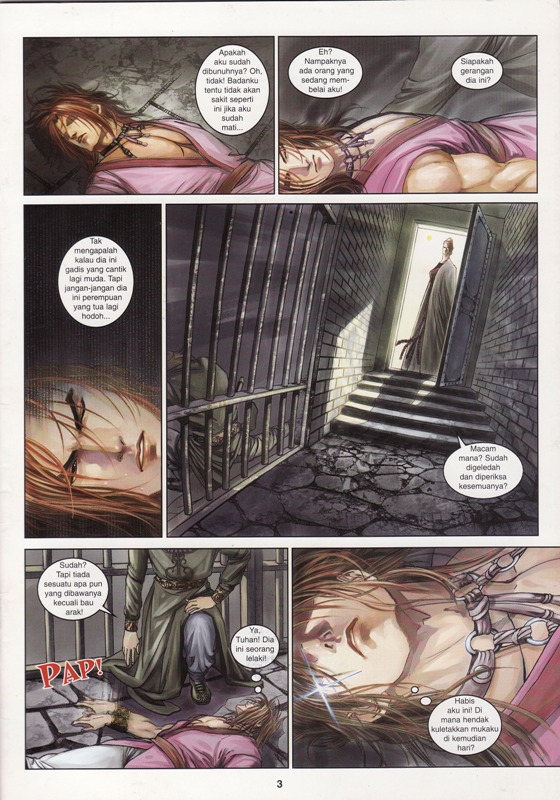 Apakah
aku sudah
dibunuhnya? Oh,
tidak! Badanku
tentu tidak akan
sakit seperti
ini jika aku
sudah
mati...
Eh?
Nampaknya
ada orang yang
sedang mem-
belai aku!
Siapakah
gerangan
dia ini?
Tak
mengapalah
kalau dia ini
gadis yang cantik
lagi muda. Tapi
jangan-jangan dia
ini perempuan
yang tua lagi
hodoh...
Macam
mana? Sudah
digeledah
dan diperiksa
kesemuanya?
Sudah?
Tapi tiada
sesuatu apa pun
yang dibawanya
kecuali bau
arak!
PAP!
Ya,
Tuhan! Dia
ini seorang
lelaki!
Habis
aku ini! Di
mana hendak
kuletakkan mukaku
di kemudian
hari?
3